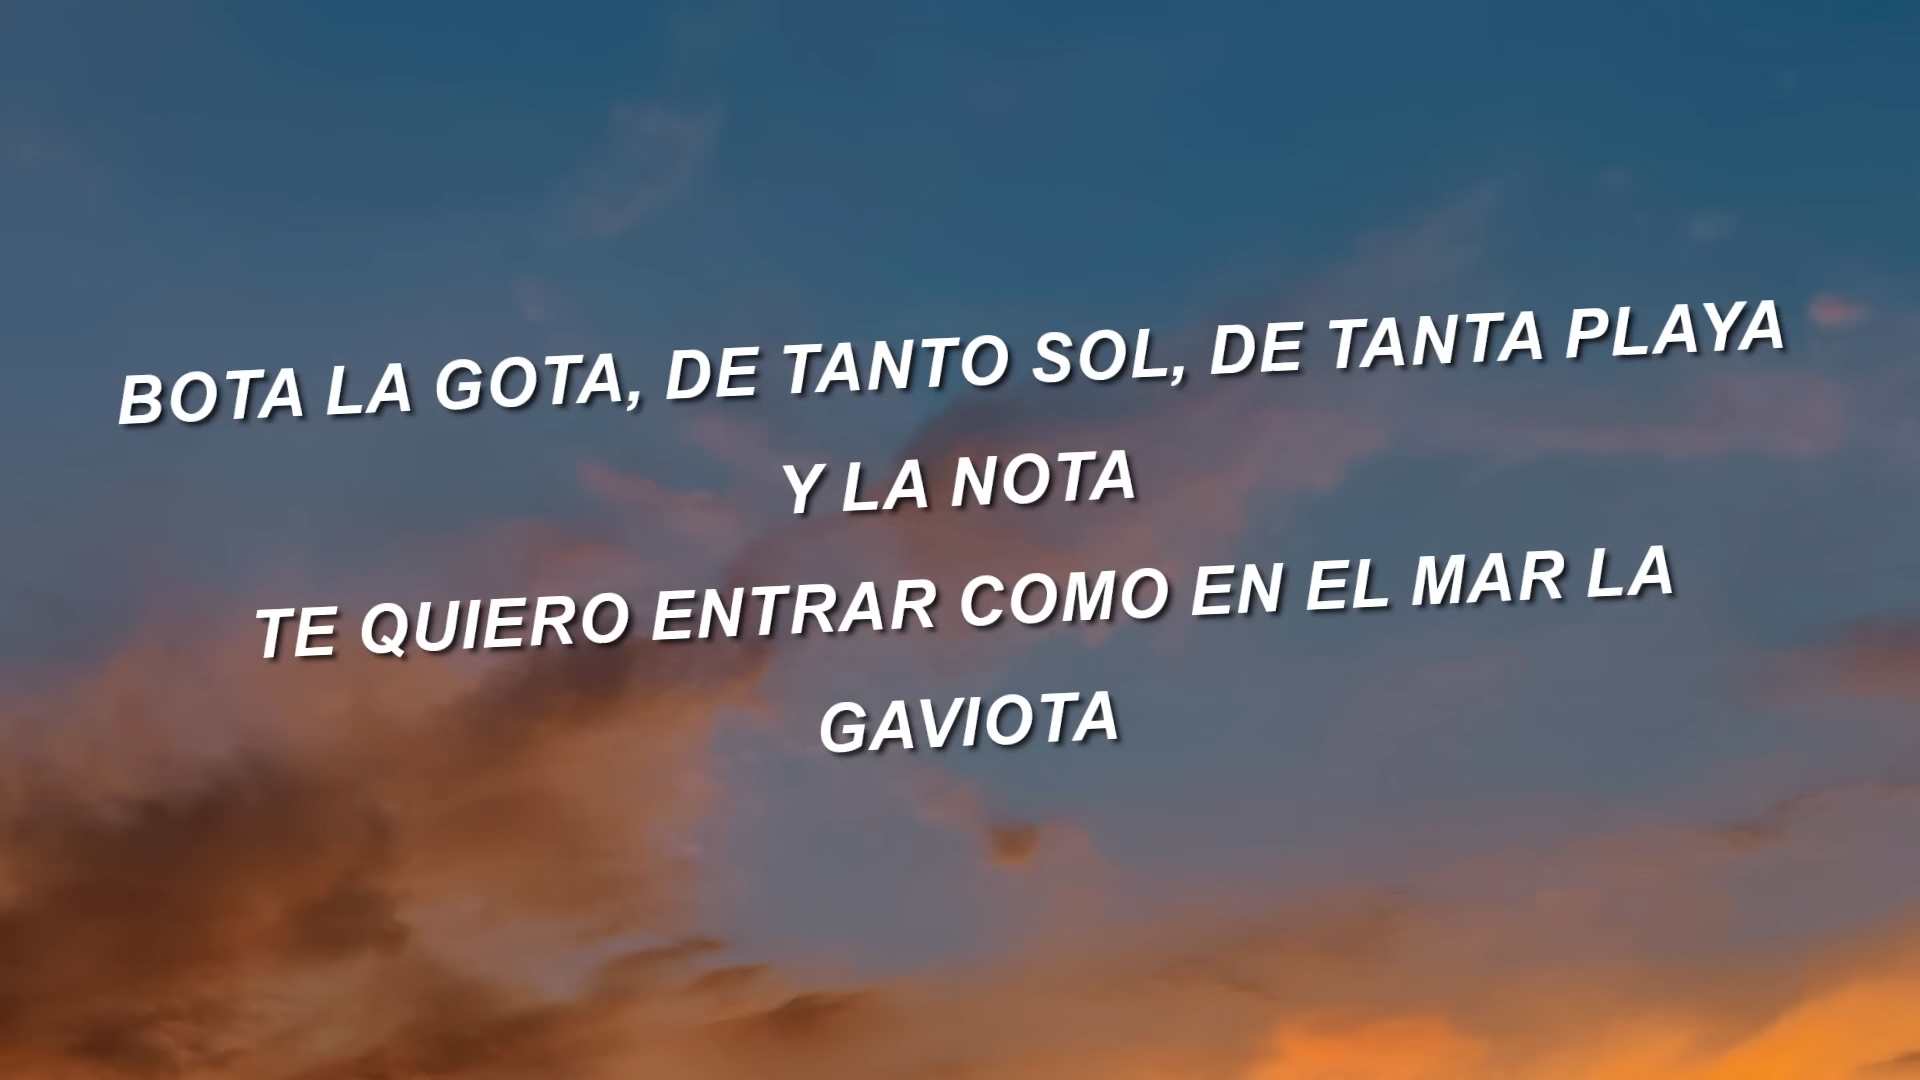 BOTA LA GOTA, DE TANTO SOL, DE TANTA PLAYA
Y LA NOTA
TE QUIERO ENTRAR COMO EN EL MAR LA
GAVIOTA